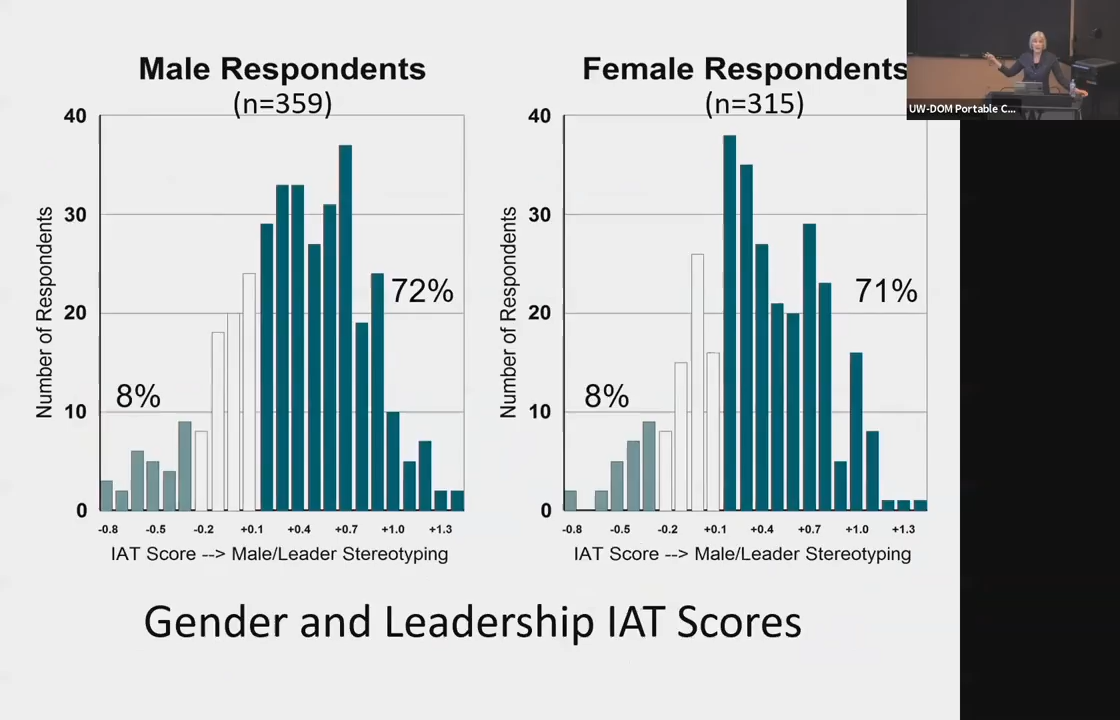 Male Respondents
(n=359)
40
30
20
10
0
Number of Respondents
8%
72%
-0.8 -0.5 -0.2 +0.1 +0.4 +0.7 +1.0 +1.3
IAT Score --> Male/Leader Stereotyping
Female Respondents
(n=315)
40
30
20
10
0
Number of Respondents
8%
71%
-0.8 -0.5 -0.2 +0.1 +0.4 +0.7 +1.0 +1.3
IAT Score --> Male/Leader Stereotyping
Gender and Leadership IAT Scores
UW-DOM Portable C...